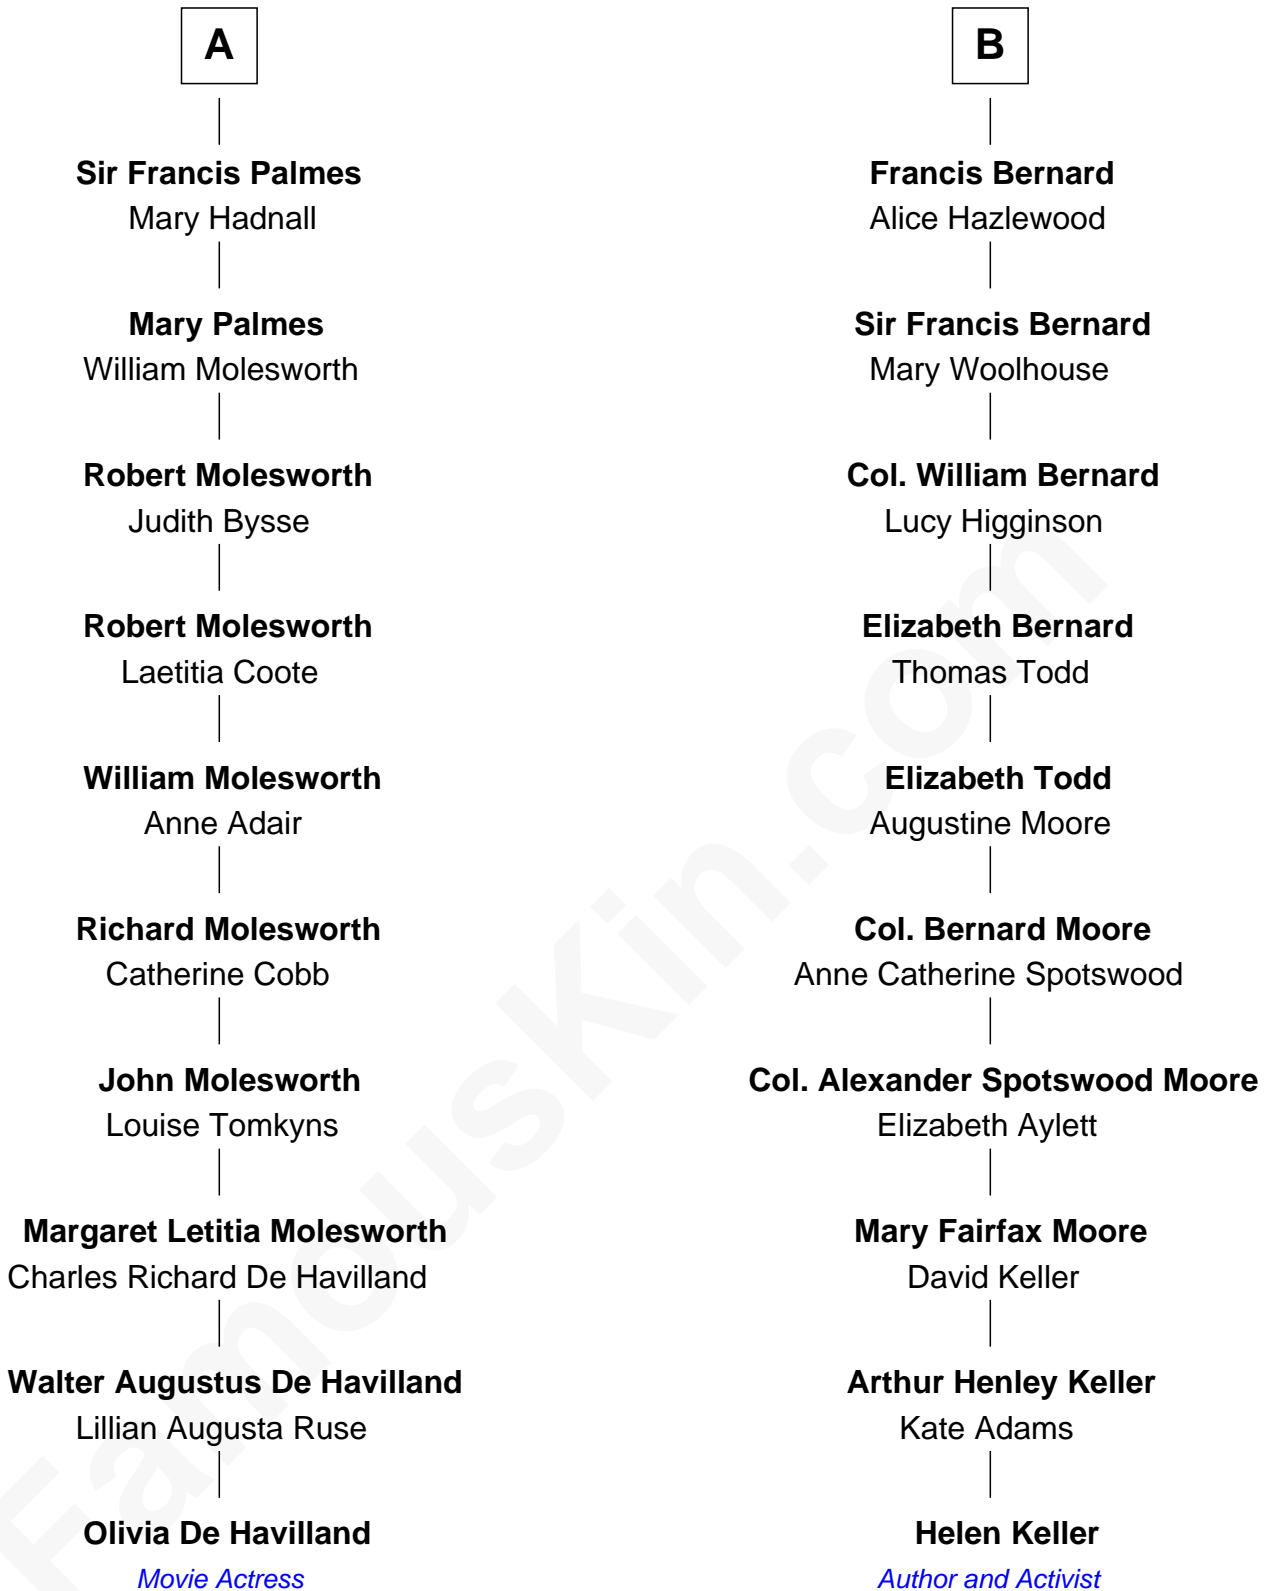 A
Sir Francis Palmes
Mary Hadnall
Mary Palmes
William Molesworth
Robert Molesworth
Judith Bysse
Robert Molesworth
Laetitia Coote
William Molesworth
Anne Adair
Richard Molesworth
Catherine Cobb
John Molesworth
Louise Tomkyns
Margaret Letitia Molesworth
Charles Richard De Havilland
Walter Augustus De Havilland
Lillian Augusta Ruse
Olivia De Havilland
Movie Actress
B
Francis Bernard
Alice Hazlewood
Sir Francis Bernard
Mary Woolhouse
Col. William Bernard
Lucy Higginson
Elizabeth Bernard
Thomas Todd
Elizabeth Todd
Augustine Moore
Col. Bernard Moore
Anne Catherine Spotswood
Col. Alexander Spotswood Moore
Elizabeth Aylett
Mary Fairfax Moore
David Keller
Arthur Henley Keller
Kate Adams
Helen Keller
Author and Activist
FamousKin.com